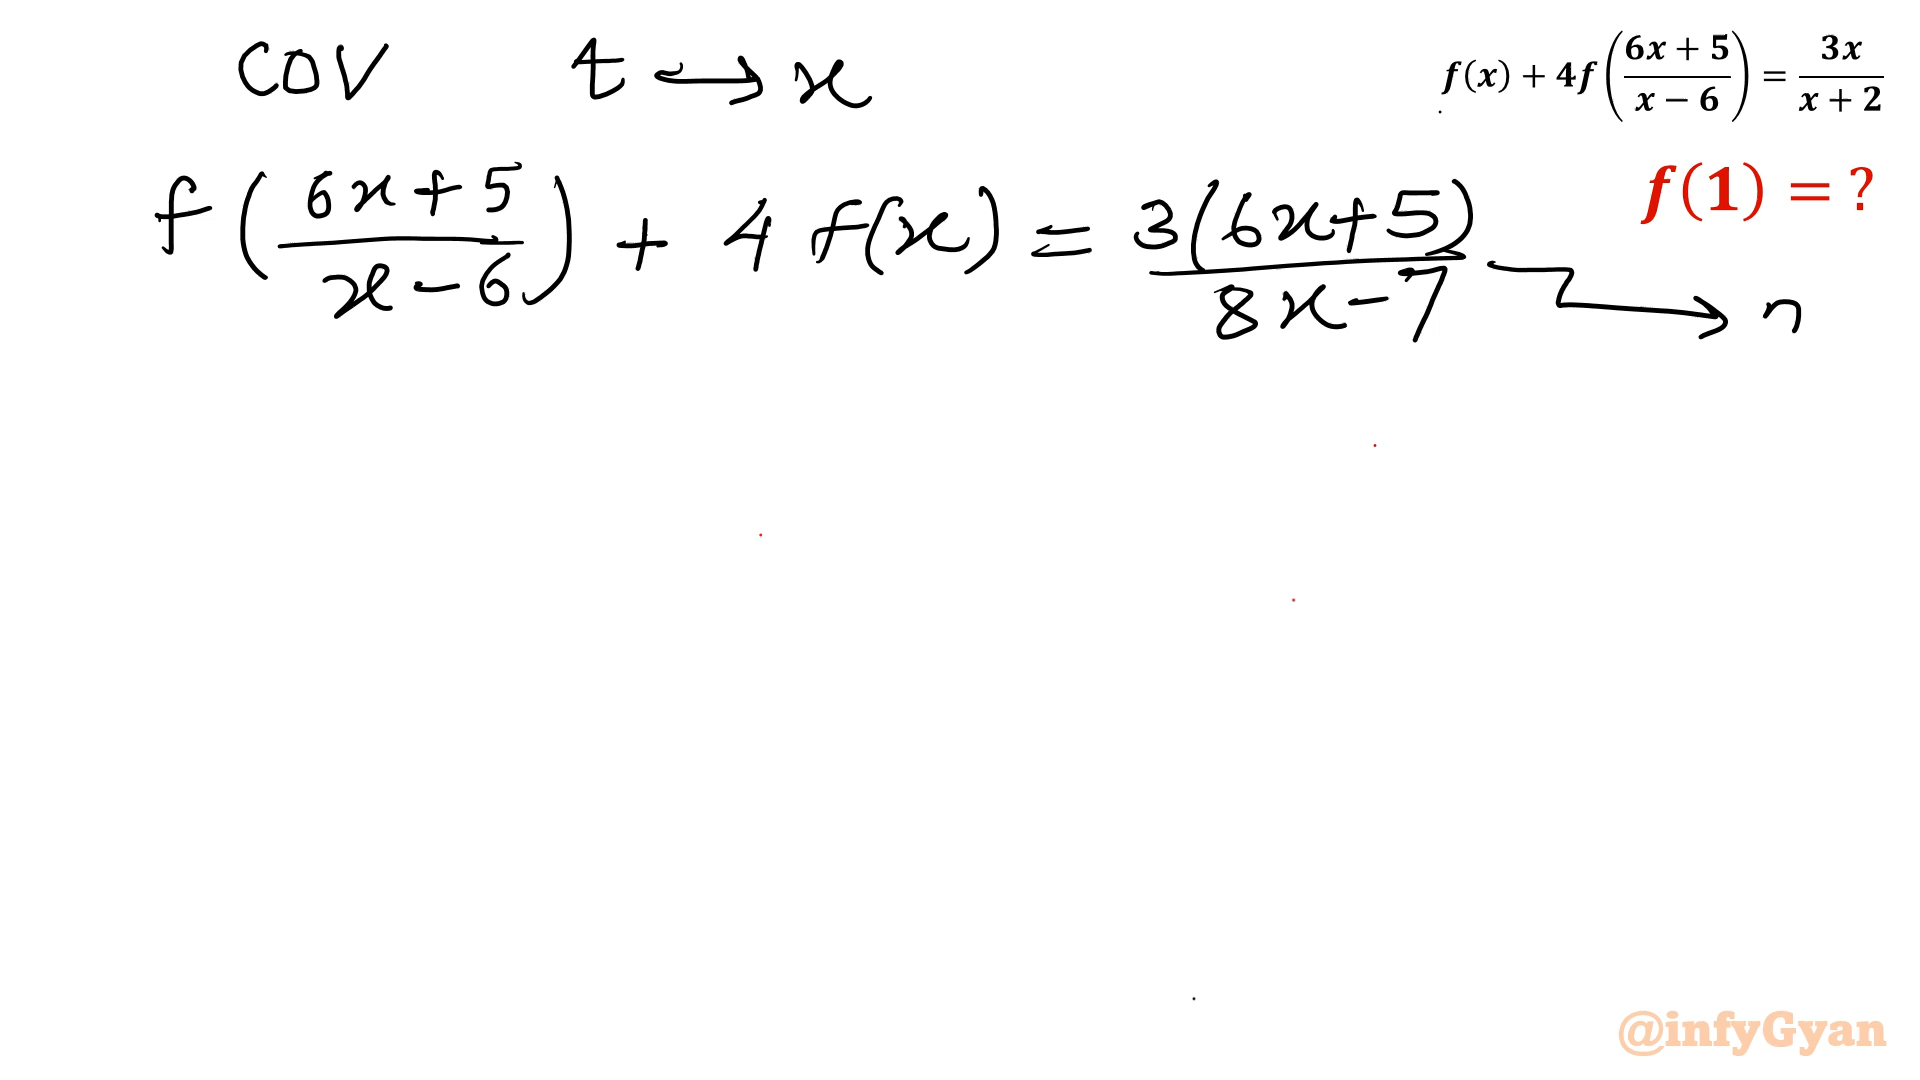 COV t → x
f(x) + 4f((6x + 5)/(x − 6)) = 3x/(x + 2)
f(1) = ?
f((6x+5)/(x-6)) + 4 f(x) = 3(6x+5)/(8x-7) → n
@infyGyan